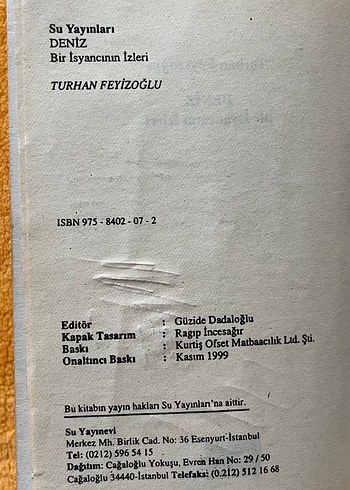 Su Yayınları
DENİZ
Bir İsyancının İzleri
TURHAN FEYİZOĞLU
ISBN 975 - 8402 - 07 - 2
Editör : Güzide Dadaloğlu
Kapak Tasarım : Ragıp İncesağır
Baskı : Kurtiş Ofset Matbaacılık Ltd. Şti.
Onaltıncı Baskı : Kasım 1999
Bu kitabın yayın hakları Su Yayınları'na aittir.
Su Yayınevi
Merkez Mh. Birlik Cad. No: 36 Esenyurt-İstanbul
Tel: (0212) 596 54 15
Dağıtım: Cağaloğlu Yokuşu, Evren Han No: 29 / 50
Cağaloğlu 34440-İstanbul Telefaks: (0.212) 512 16 68